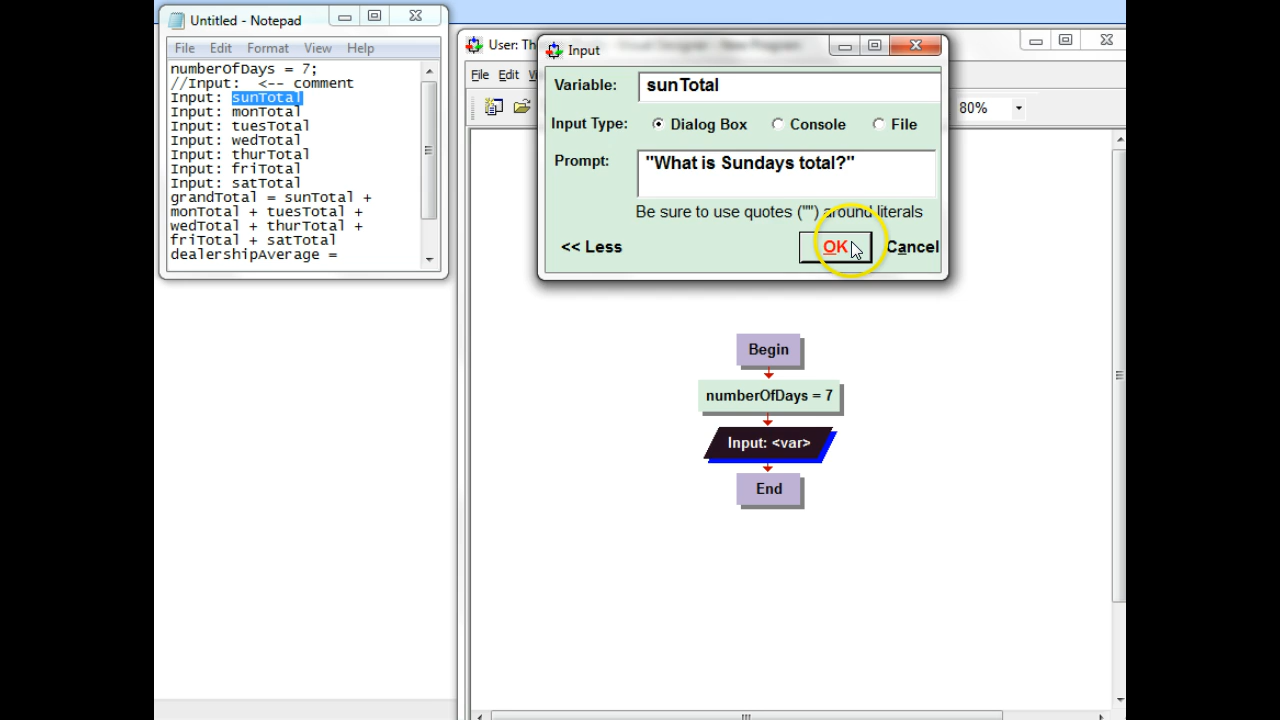 Untitled - Notepad
File Edit Format View Help
numberOfDays = 7;
//Input: <-- comment
Input: sunTotal
Input: monTotal
Input: tuesTotal
Input: wedTotal
Input: thurTotal
Input: friTotal
Input: satTotal
grandTotal = sunTotal +
monTotal + tuesTotal +
wedTotal + thurTotal +
friTotal + satTotal
dealershipAverage =
User: Th
File Edit
80%
Input
Variable: sunTotal
Input Type: Dialog Box Console File
Prompt: "What is Sundays total?"
Be sure to use quotes ("") around literals
<< Less OK Cancel
Begin
numberOfDays = 7
Input: <var>
End